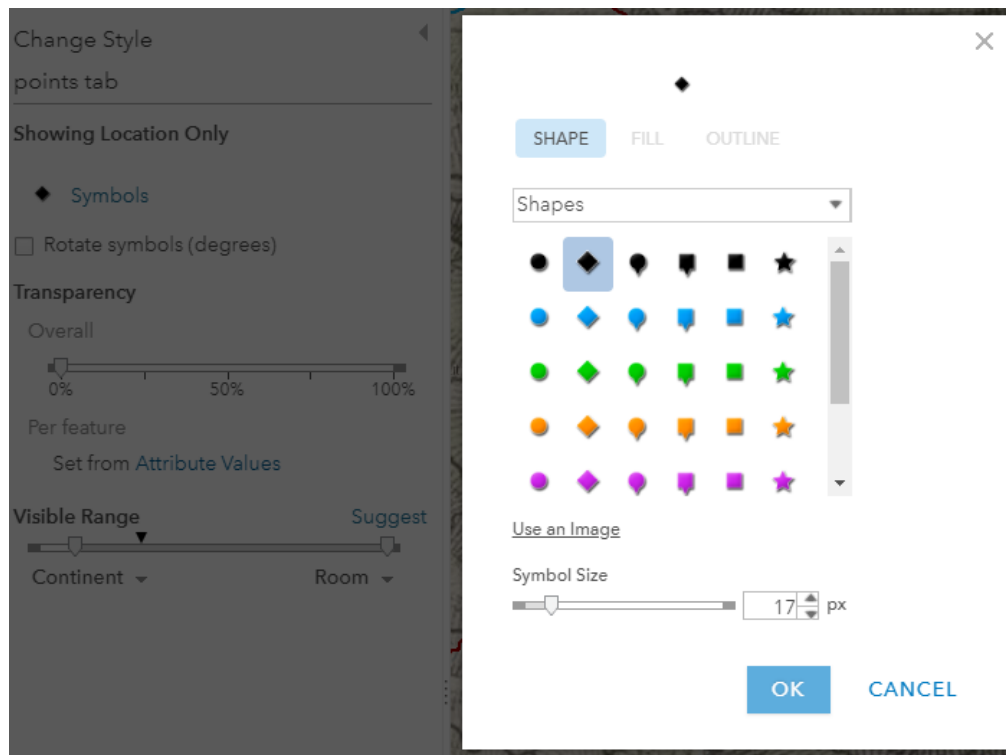 Change Style
points tab
Showing Location Only
Symbols
Rotate symbols (degrees)
Transparency
Overall
0% 50% 100%
Per feature
Set from Attribute Values
Visible Range Suggest
Continent Room
SHAPE FILL OUTLINE
Shapes
Use an Image
Symbol Size
17 px
OK CANCEL